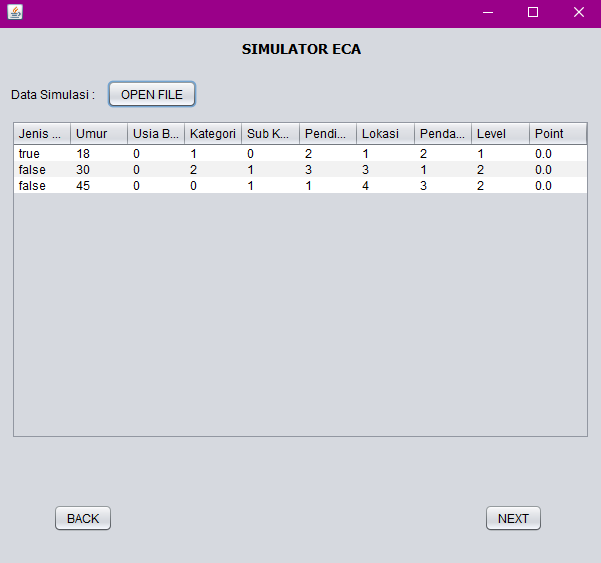 SIMULATOR ECA
Data Simulasi : OPEN FILE
Jenis ... Umur Usia B... Kategori Sub K... Pendi... Lokasi Penda... Level Point
true 18 0 1 0 2 1 2 1 0.0
false 30 0 2 1 3 3 1 2 0.0
false 45 0 0 1 1 4 3 2 0.0
BACK NEXT